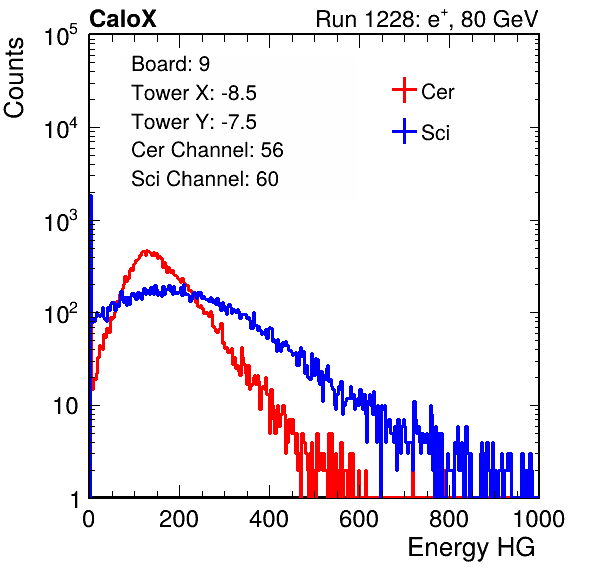 CaloX Run 1228: e⁺, 80 GeV
Counts
10⁵
10⁴
10³
10²
10
1
Board: 9
Tower X: -8.5
Tower Y: -7.5
Cer Channel: 56
Sci Channel: 60
Cer
Sci
0 200 400 600 800 1000
Energy HG